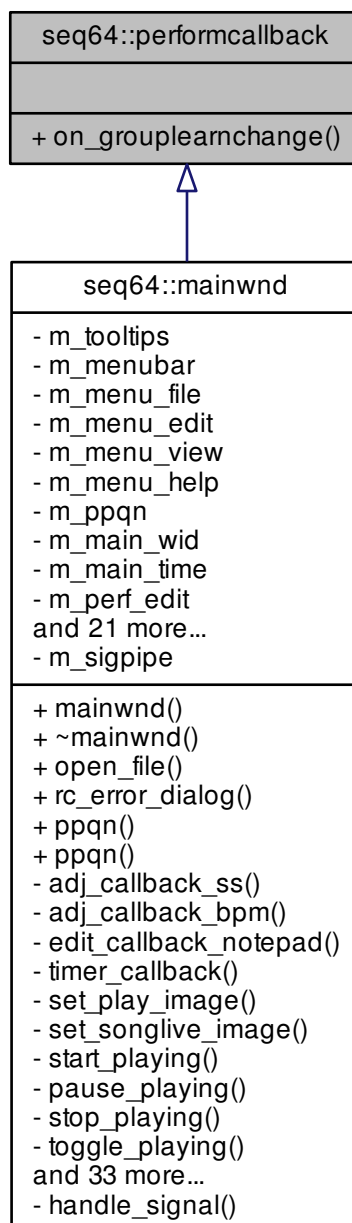 seq64::performcallback
+ on_grouplearnchange()
seq64::mainwnd
- m_tooltips
- m_menubar
- m_menu_file
- m_menu_edit
- m_menu_view
- m_menu_help
- m_ppqn
- m_main_wid
- m_main_time
- m_perf_edit
and 21 more...
- m_sigpipe
+ mainwnd()
+ ~mainwnd()
+ open_file()
+ rc_error_dialog()
+ ppqn()
+ ppqn()
- adj_callback_ss()
- adj_callback_bpm()
- edit_callback_notepad()
- timer_callback()
- set_play_image()
- set_songlive_image()
- start_playing()
- pause_playing()
- stop_playing()
- toggle_playing()
and 33 more...
- handle_signal()